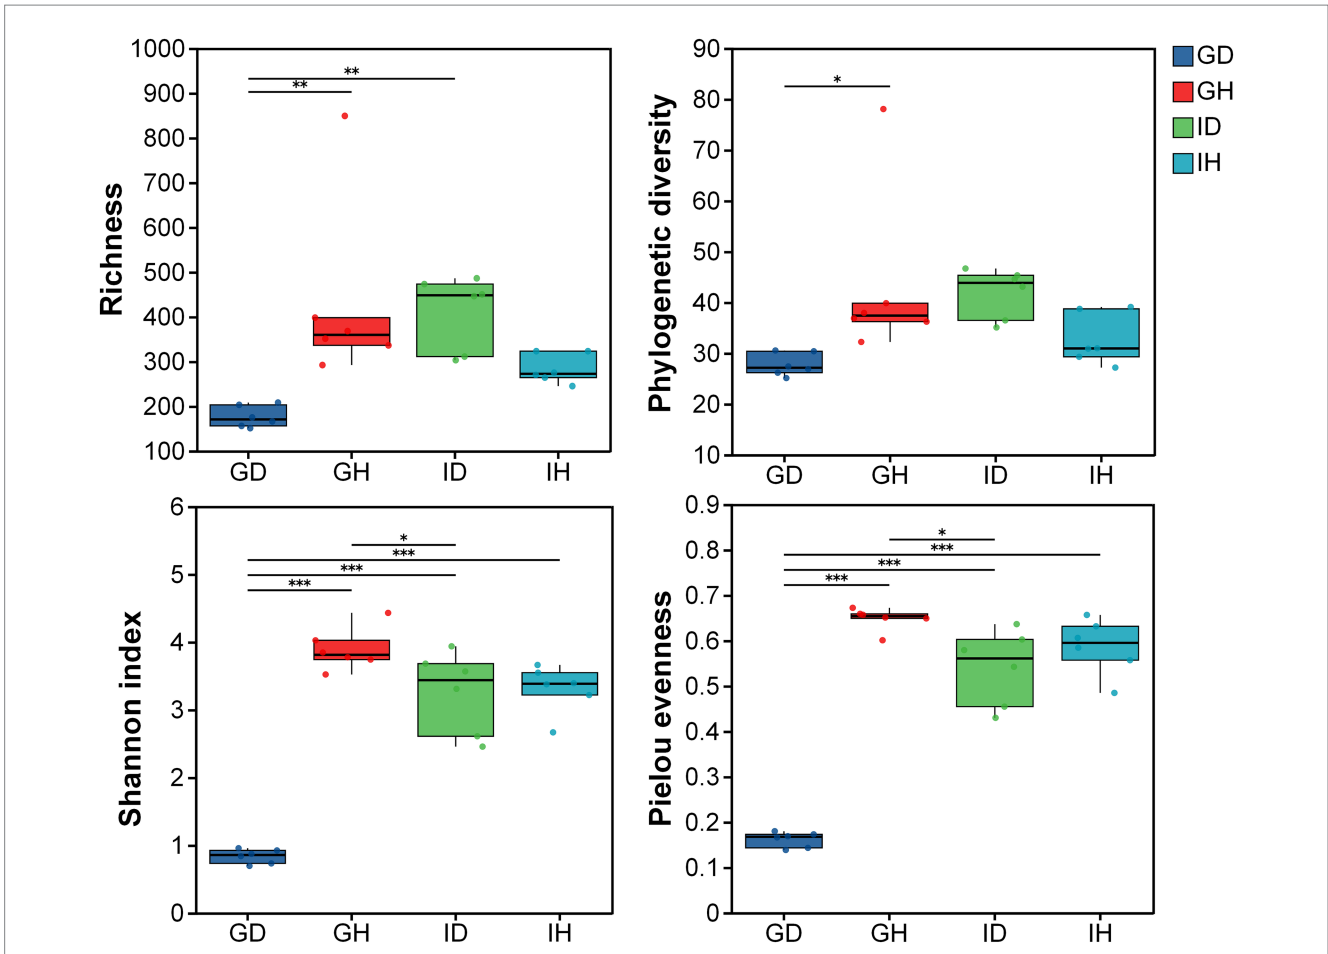 1000
900
800
700
600
500
400
300
200
100
Richness
**
**
GD
GH
ID
IH
90
80
70
60
50
40
30
20
10
Phylogenetic diversity
*
GD
GH
ID
IH
GD
GH
ID
IH
6
5
4
3
2
1
0
Shannon index
*
***
***
***
GD
GH
ID
IH
0.9
0.8
0.7
0.6
0.5
0.4
0.3
0.2
0.1
0
Pielou evenness
*
***
***
***
GD
GH
ID
IH